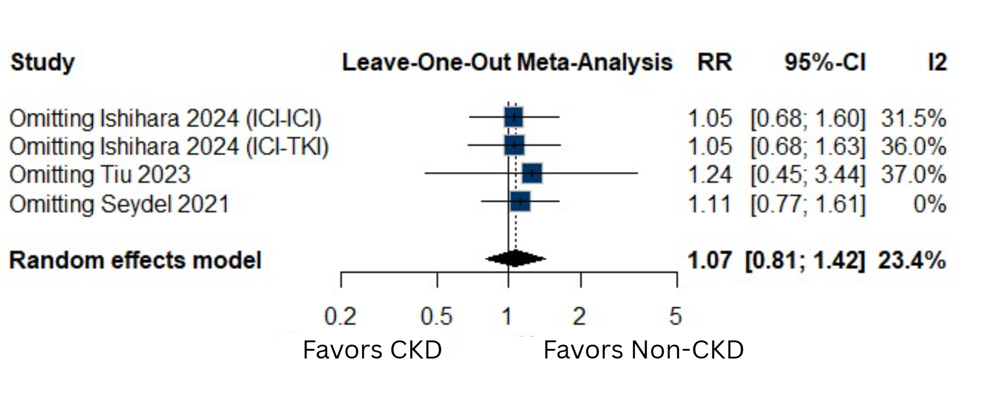 Study Leave-One-Out Meta-Analysis RR 95%-CI I2
Omitting Ishihara 2024 (ICI-ICI) 1.05 [0.68; 1.60] 31.5%
Omitting Ishihara 2024 (ICI-TKI) 1.05 [0.68; 1.63] 36.0%
Omitting Tiu 2023 1.24 [0.45; 3.44] 37.0%
Omitting Seydel 2021 1.11 [0.77; 1.61] 0%
Random effects model 1.07 [0.81; 1.42] 23.4%
0.2 0.5 1 2 5
Favors CKD Favors Non-CKD